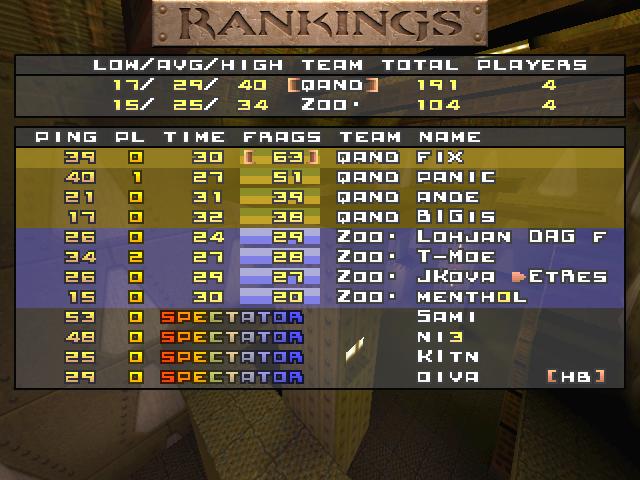 RANKINGS
LOW/AVG/HIGH TEAM TOTAL PLAYERS
17/ 29/ 40 [QAND] 191 4
15/ 25/ 34 ZOO· 104 4
PING PL TIME FRAGS TEAM NAME
39 0 30 [ 63 ] QAND FIX
40 1 27 51 QAND PANIC
21 0 31 39 QAND ANDE
17 0 32 38 QAND BIGIS
26 0 24 29 ZOO· LOHJAN DAG F
34 2 27 28 ZOO· T-MOE
26 0 29 27 ZOO· JKOVA ETRES
15 0 30 20 ZOO· MENTHOL
53 0 SPECTATOR SAMI
48 0 SPECTATOR NI3
25 0 SPECTATOR KITN
29 0 SPECTATOR OIVA [HB]